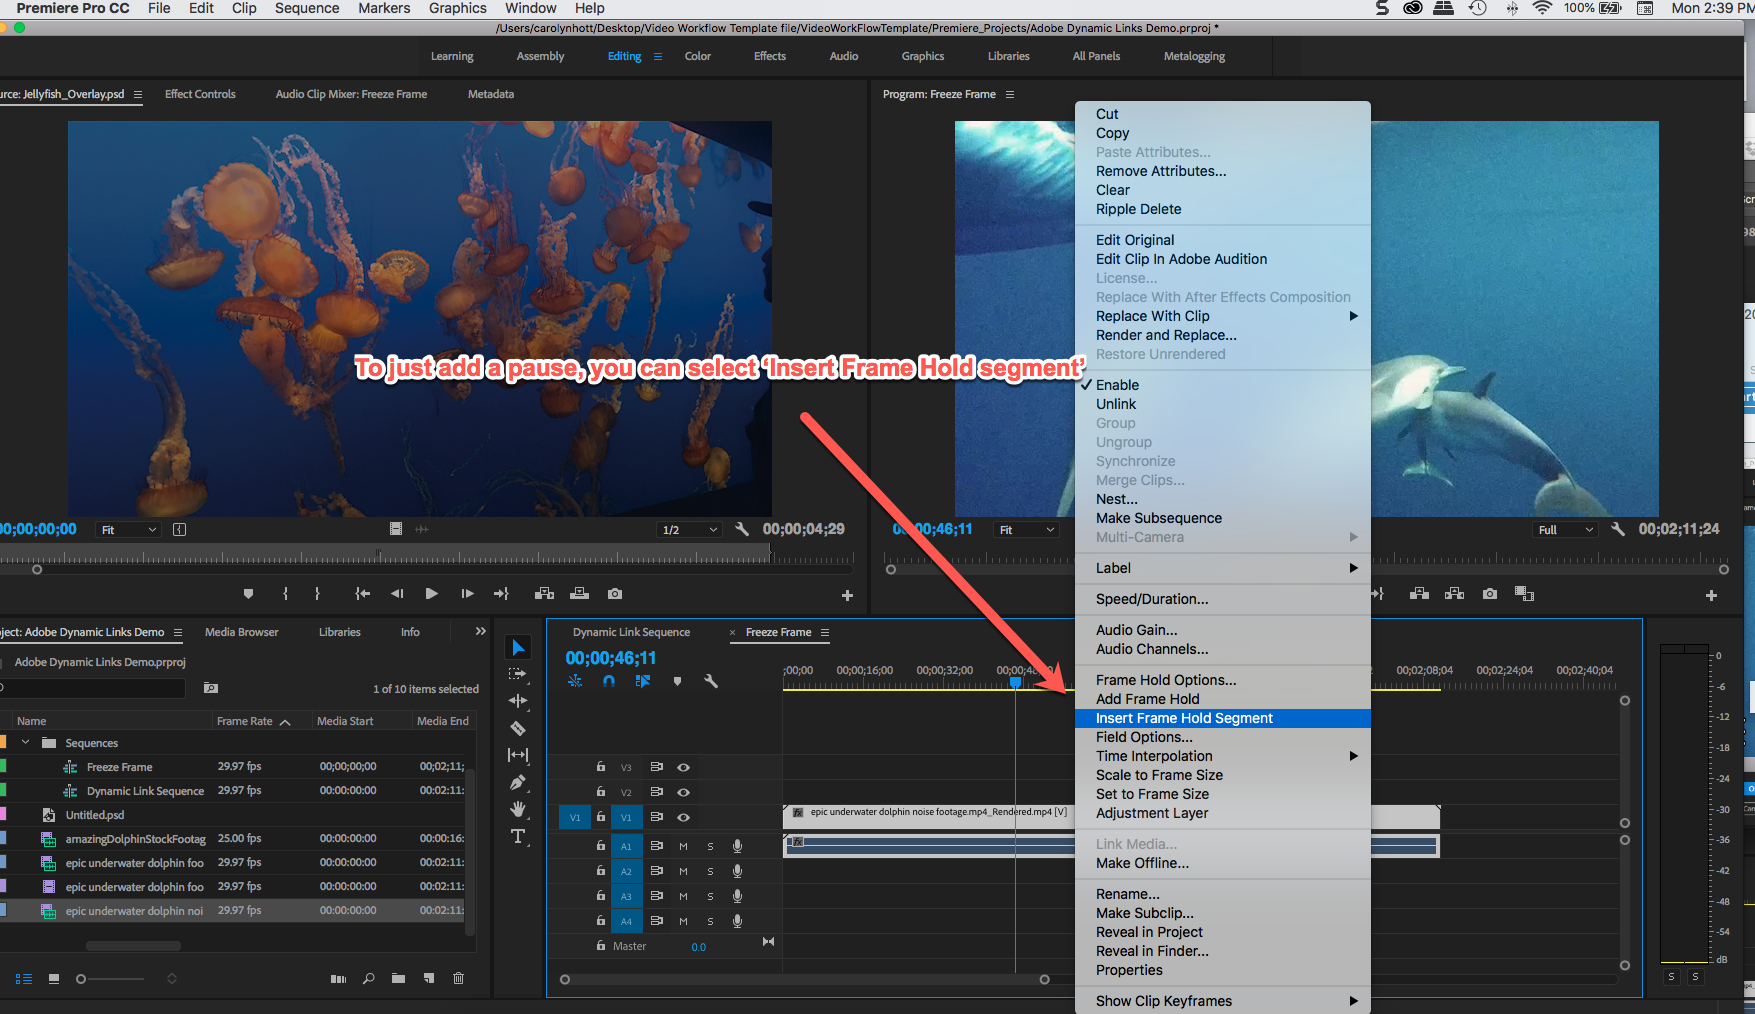 Premiere Pro CC File Edit Clip Sequence Markers Graphics Window Help 100% Mon 2:39 PM
/Users/carolynhott/Desktop/Video Workflow Template file/VideoWorkFlowTemplate/Premiere_Projects/Adobe Dynamic Links Demo.prproj *
Learning Assembly Editing Color Effects Audio Graphics Libraries All Panels Metalogging
urce: Jellyfish_Overlay.psd Effect Controls Audio Clip Mixer: Freeze Frame Metadata
Program: Freeze Frame
To just add a pause, you can select ‘Insert Frame Hold segment’
00;00;00;00 Fit 1/2 00;00;04;29
00;00;46;11 Fit Full 00;02;11;24
Cut
Copy
Paste Attributes...
Remove Attributes...
Clear
Ripple Delete
Edit Original
Edit Clip In Adobe Audition
License...
Replace With After Effects Composition
Replace With Clip
Render and Replace...
Restore Unrendered
✓ Enable
Unlink
Group
Ungroup
Synchronize
Merge Clips...
Nest...
Make Subsequence
Multi-Camera
Label
Speed/Duration...
Audio Gain...
Audio Channels...
Frame Hold Options...
Add Frame Hold
Insert Frame Hold Segment
Field Options...
Time Interpolation
Scale to Frame Size
Set to Frame Size
Adjustment Layer
Link Media...
Make Offline...
Rename...
Make Subclip...
Reveal in Project
Reveal in Finder...
Properties
Show Clip Keyframes
ject: Adobe Dynamic Links Demo Media Browser Libraries Info
Adobe Dynamic Links Demo.prproj
1 of 10 items selected
Name Frame Rate Media Start Media End
Sequences
Freeze Frame 29.97 fps 00;00;00;00 00;02;11;
Dynamic Link Sequence 29.97 fps 00:00:00:00 00:02:11:
Untitled.psd
amazingDolphinStockFootag 25.00 fps 00:00:00:00 00:00:16:
epic underwater dolphin foo 29.97 fps 00:00:00:00 00:02:11:
epic underwater dolphin foo 29.97 fps 00:00:00:00 00:02:11:
epic underwater dolphin noi 29.97 fps 00:00:00:00 00:02:11:
Dynamic Link Sequence × Freeze Frame
00;00;46;11
;00;00 00;00;16;00 00;00;32;00 00;00;48;0 00;02;08;04 00;02;24;04 00;02;40;04
V3
V2
V1 V1 fx epic underwater dolphin noise footage.mp4_Rendered.mp4 [V]
A1 M S fx
A2 M S
A3 M S
A4 M S
Master 0.0
0
-6
-12
-18
-24
-30
-36
-42
-48
-54
dB
S S